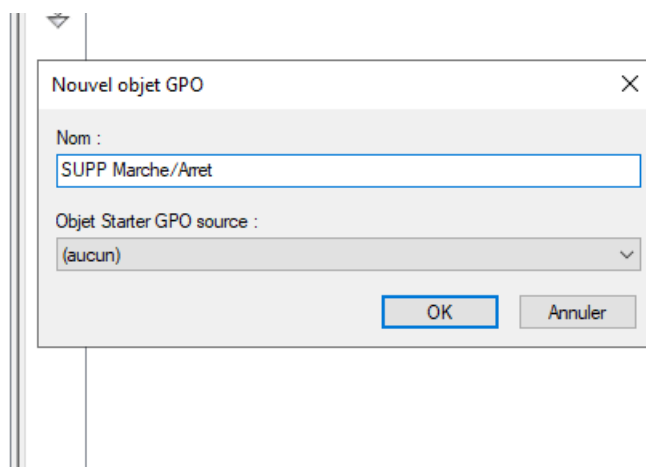 Nouvel objet GPO
Nom :
SUPP Marche/Arret
Objet Starter GPO source :
(aucun)
OK Annuler